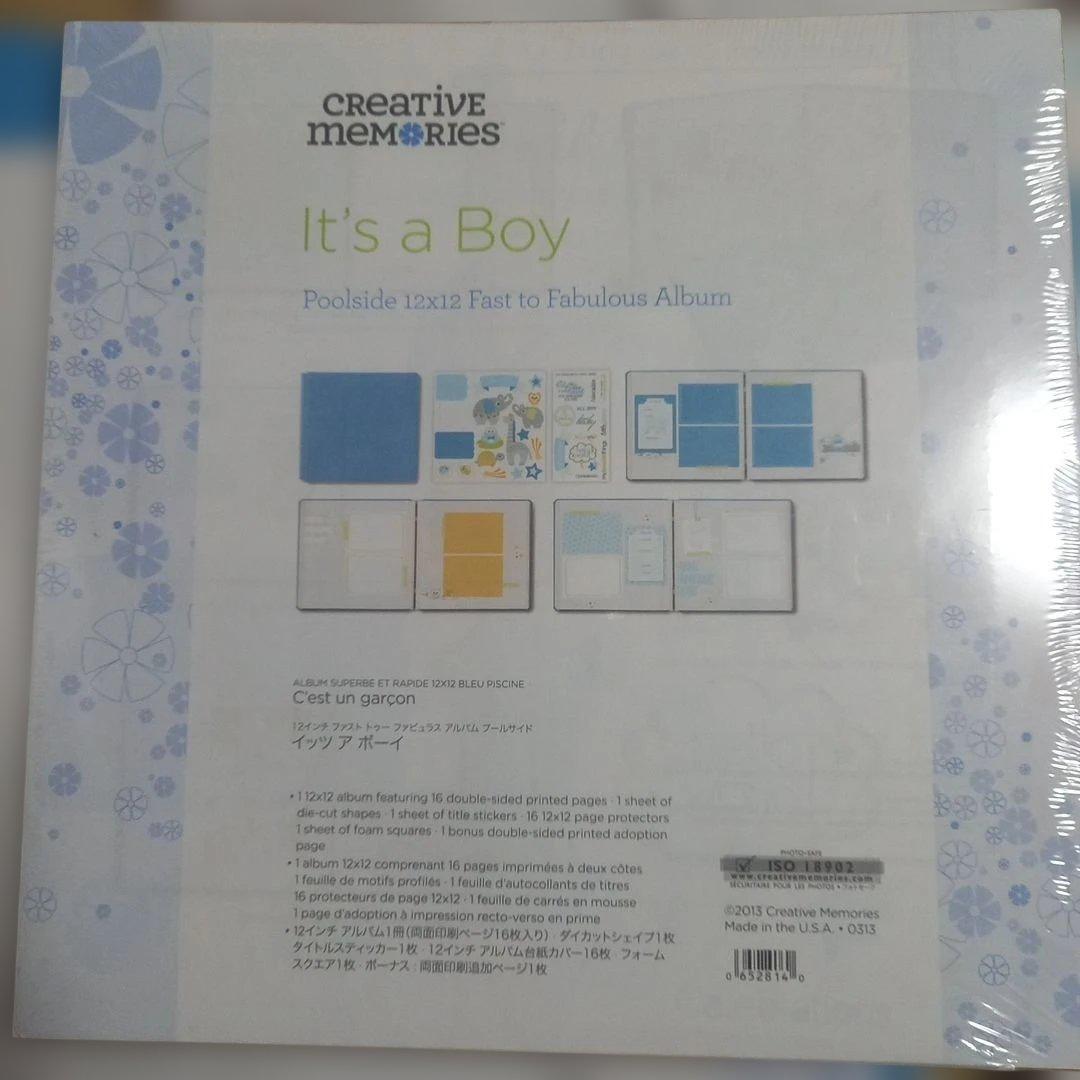 CREATIVE
MEMORIES
It's a Boy
Poolside 12x12 Fast to Fabulous Album
ALBUM SUPERBE ET RAPIDE 12X12 BLEU PISCINE
C'est un garçon
12インチ ファスト トゥー ファビュラス アルバム プールサイド
イッツ ア ボーイ
• 1 12x12 album featuring 16 double-sided printed pages · 1 sheet of
die-cut shapes · 1 sheet of title stickers · 16 12x12 page protectors
1 sheet of foam squares · 1 bonus double-sided printed adoption
page
• 1 album 12x12 comprenant 16 pages imprimées à deux côtes
1 feuille de motifs profilés · 1 feuille d'autocollants de titres
16 protecteurs de page 12x12 · 1 feuille de carrés en mousse
1 page d'adoption à impression recto-verso en prime
• 12インチ アルバム1冊(両面印刷ページ16枚入り) · ダイカットシェイプ1枚
タイトルステッカー1枚 · 12インチ アルバム台紙カバー16枚 · フォーム
スクエア1枚 · ボーナス : 両面印刷追加ページ1枚
PHOTO-SAFE
ISO 18902
www.creativememories.com
SÉCURITAIRE POUR LES PHOTOS • フォトセーフ
©2013 Creative Memories
Made in the U.S.A. • 0313
0 652814 0